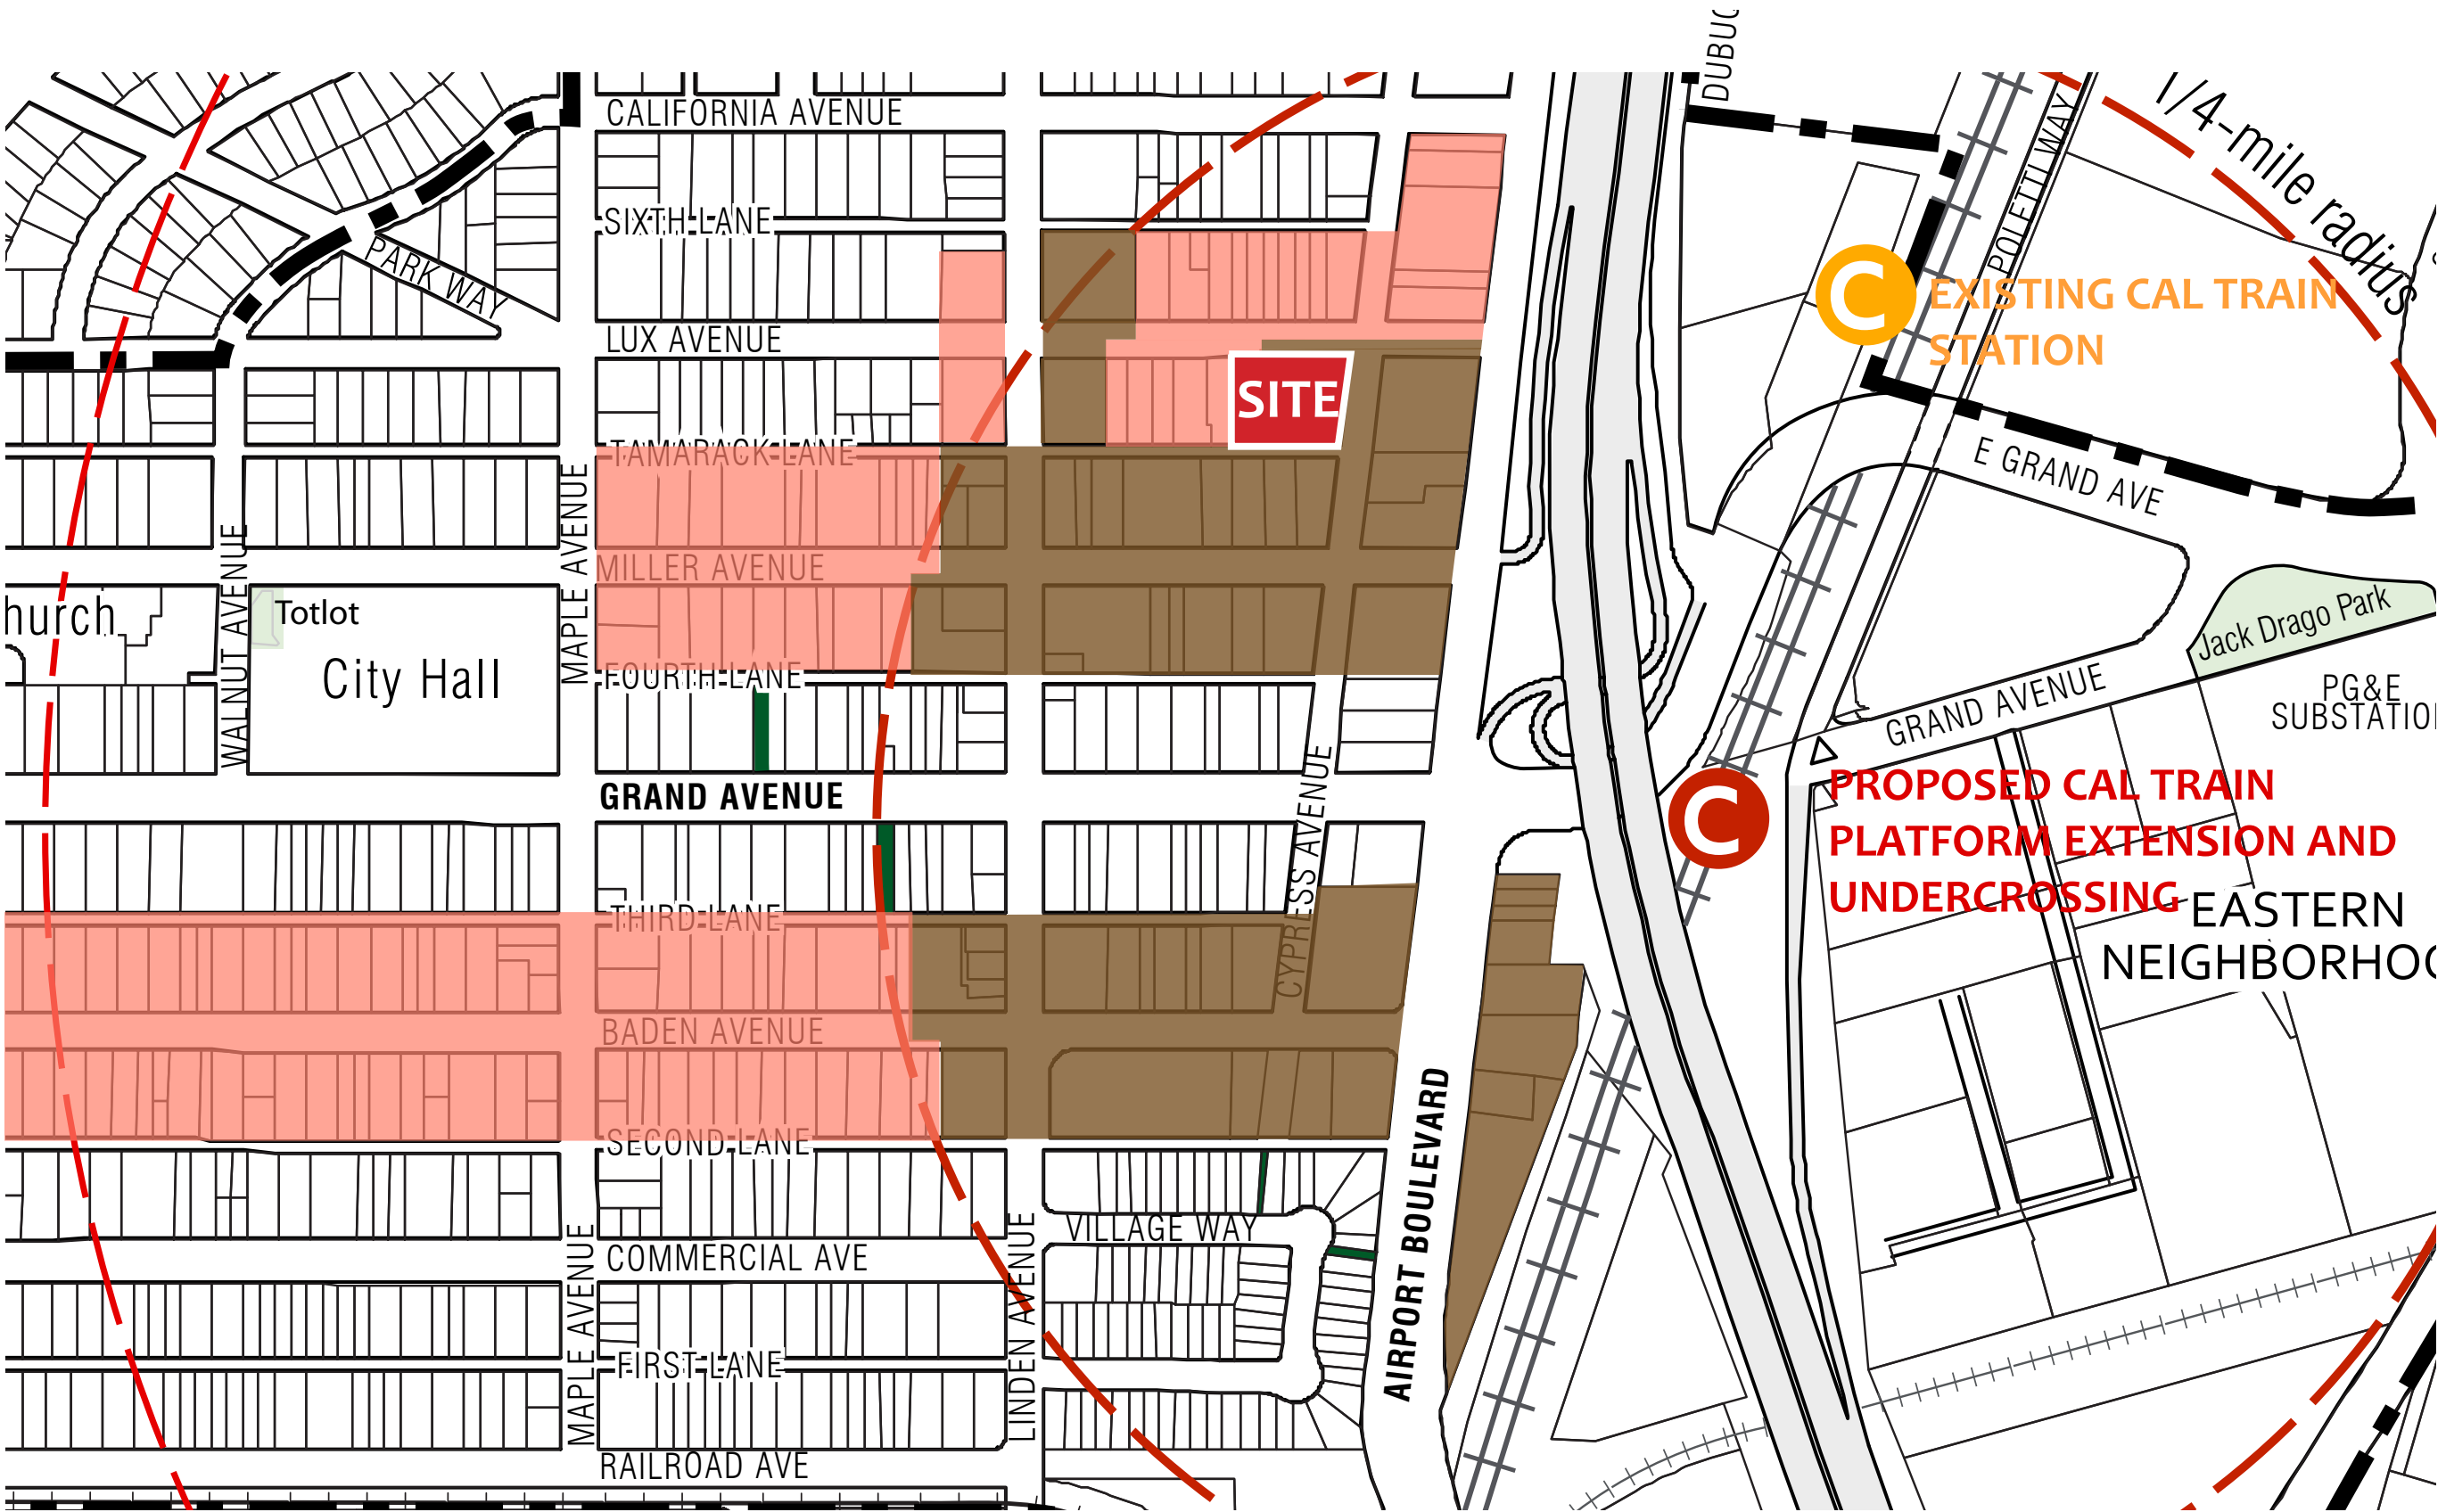 DUBUC
CALIFORNIA AVENUE
1/4-mile radius
POLETTI WAY
SIXTH LANE
PARK WAY
C
EXISTING CAL TRAIN
STATION
LUX AVENUE
SITE
TAMARACK LANE
E GRAND AVE
MAPLE AVENUE
WALNUT AVENUE
MILLER AVENUE
hurch
Totlot
City Hall
Jack Drago Park
FOURTH LANE
GRAND AVENUE
PG&E
SUBSTATIO
GRAND AVENUE
CYPRESS AVENUE
C
PROPOSED CAL TRAIN
PLATFORM EXTENSION AND
UNDERCROSSING
EASTERN
NEIGHBORHOO
THIRD LANE
BADEN AVENUE
AIRPORT BOULEVARD
SECOND LANE
VILLAGE WAY
COMMERCIAL AVE
MAPLE AVENUE
LINDEN AVENUE
FIRST LANE
RAILROAD AVE